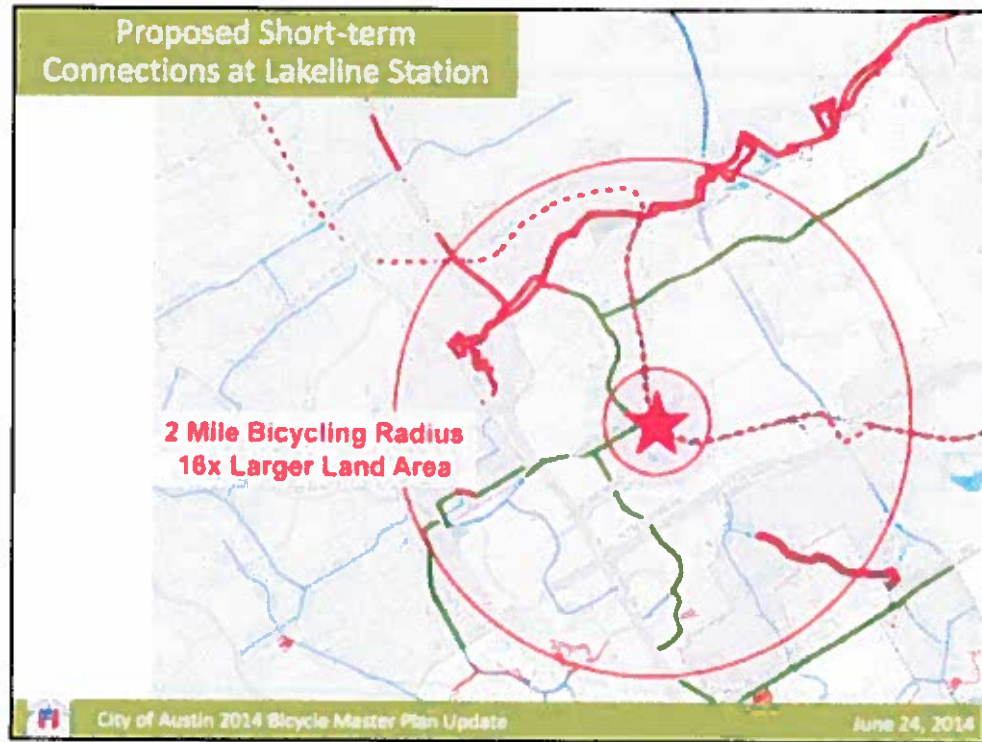 Proposed Short-term
Connections at Lakeline Station
2 Mile Bicycling Radius
16x Larger Land Area
City of Austin 2014 Bicycle Master Plan Update
June 24, 2014